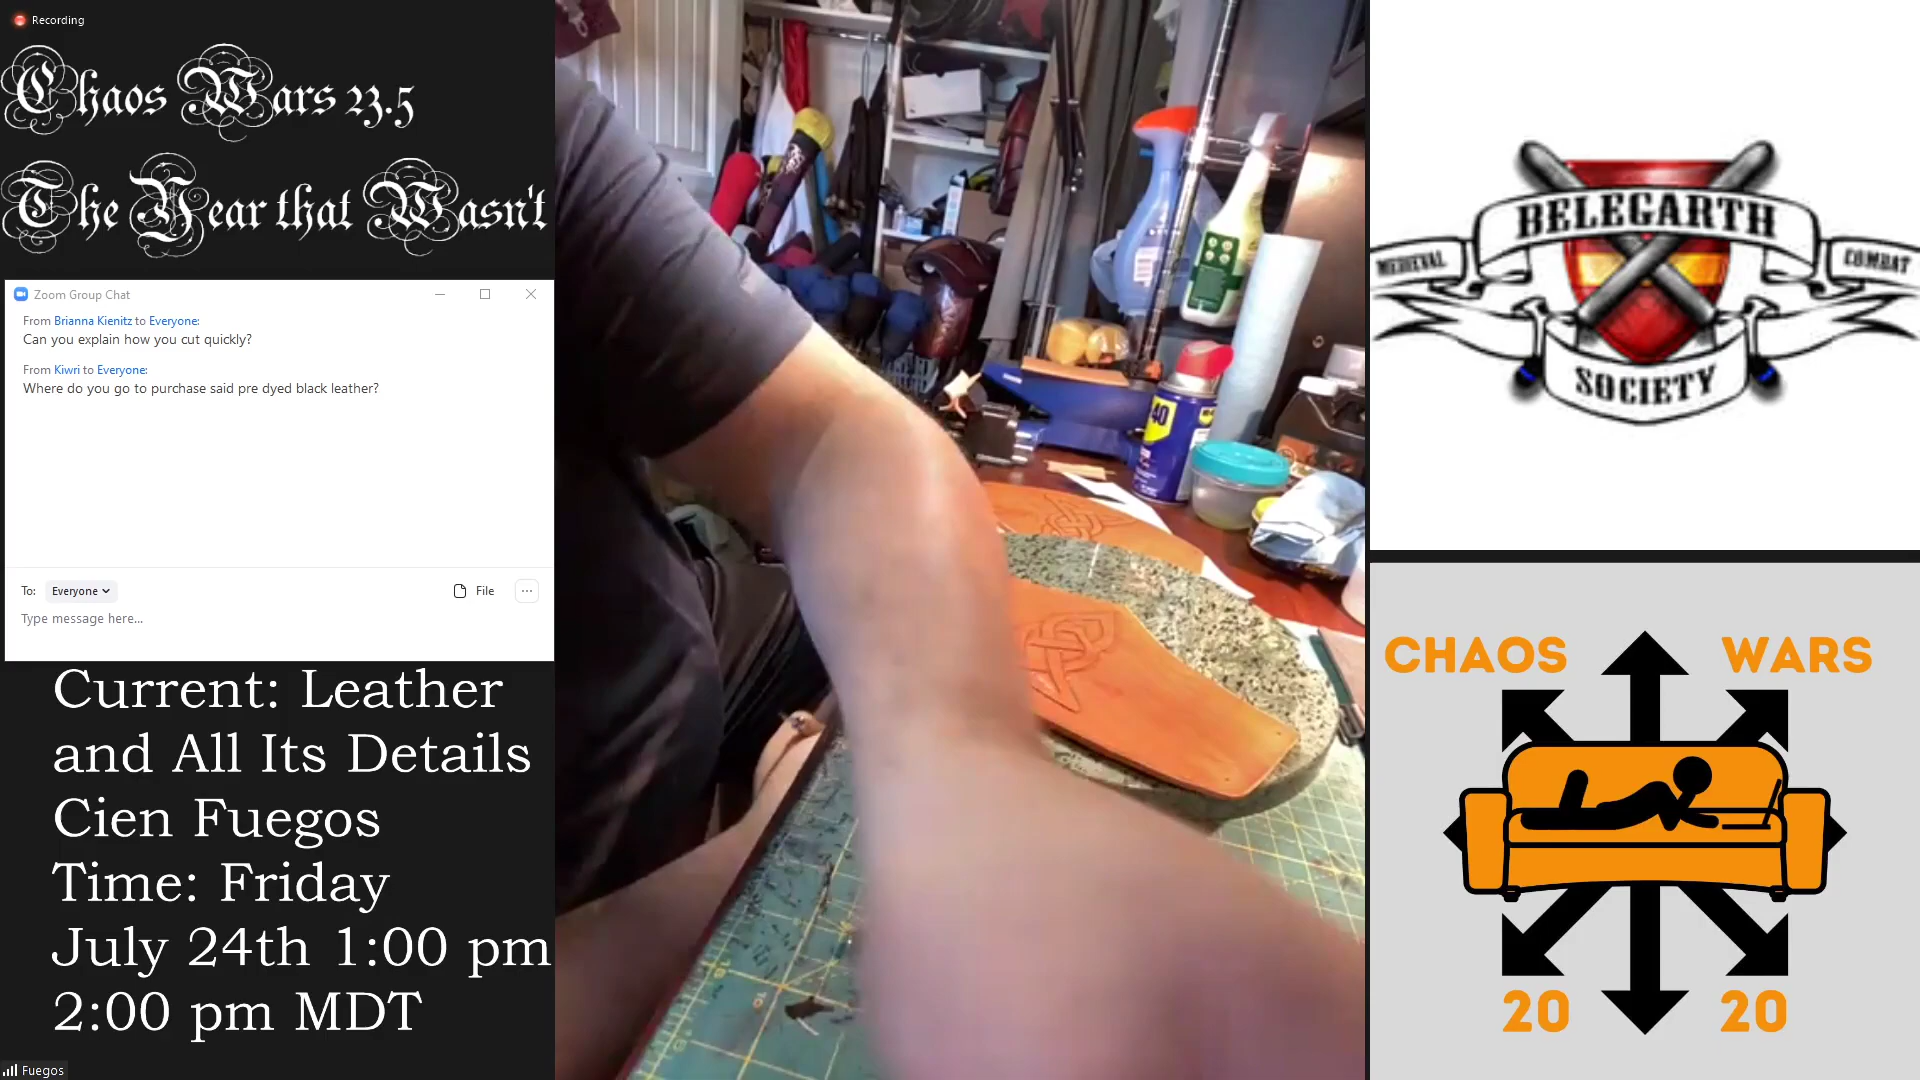 Recording
Chaos Wars 23.5
The Year that Wasn't
Zoom Group Chat
From Brianna Kienitz to Everyone:
Can you explain how you cut quickly?
From Kiwri to Everyone:
Where do you go to purchase said pre dyed black leather?
To: Everyone
File
Type message here...
Current: Leather
and All Its Details
Cien Fuegos
Time: Friday
July 24th 1:00 pm
2:00 pm MDT
Fuegos
40
BELEGARTH
MEDIEVAL
COMBAT
SOCIETY
CHAOS WARS
20 20